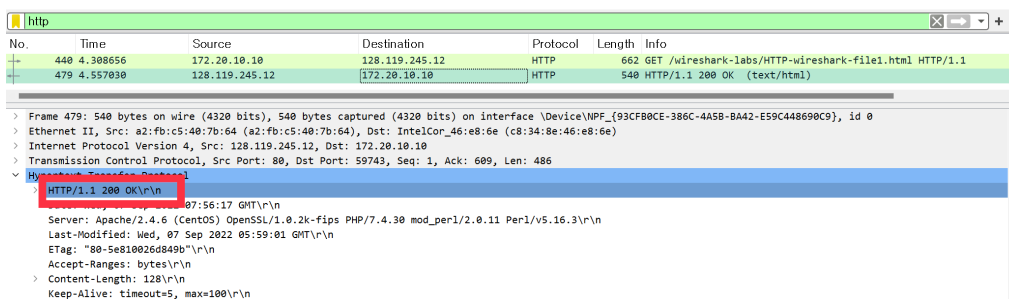 http
No. Time Source Destination Protocol Length Info
440 4.308656 172.20.10.10 128.119.245.12 HTTP 662 GET /wireshark-labs/HTTP-wireshark-file1.html HTTP/1.1
479 4.557030 128.119.245.12 172.20.10.10 HTTP 540 HTTP/1.1 200 OK (text/html)
Frame 479: 540 bytes on wire (4320 bits), 540 bytes captured (4320 bits) on interface \Device\NPF_{93CFB0CE-386C-4A5B-BA42-E59C448690C9}, id 0
Ethernet II, Src: a2:fb:c5:40:7b:64 (a2:fb:c5:40:7b:64), Dst: IntelCor_46:e8:6e (c8:34:8e:46:e8:6e)
Internet Protocol Version 4, Src: 128.119.245.12, Dst: 172.20.10.10
Transmission Control Protocol, Src Port: 80, Dst Port: 59743, Seq: 1, Ack: 609, Len: 486
Hypertext Transfer Protocol
HTTP/1.1 200 OK\r\n
07:56:17 GMT\r\n
Server: Apache/2.4.6 (CentOS) OpenSSL/1.0.2k-fips PHP/7.4.30 mod_perl/2.0.11 Perl/v5.16.3\r\n
Last-Modified: Wed, 07 Sep 2022 05:59:01 GMT\r\n
ETag: "80-5e810026d849b"\r\n
Accept-Ranges: bytes\r\n
Content-Length: 128\r\n
Keep-Alive: timeout=5, max=100\r\n